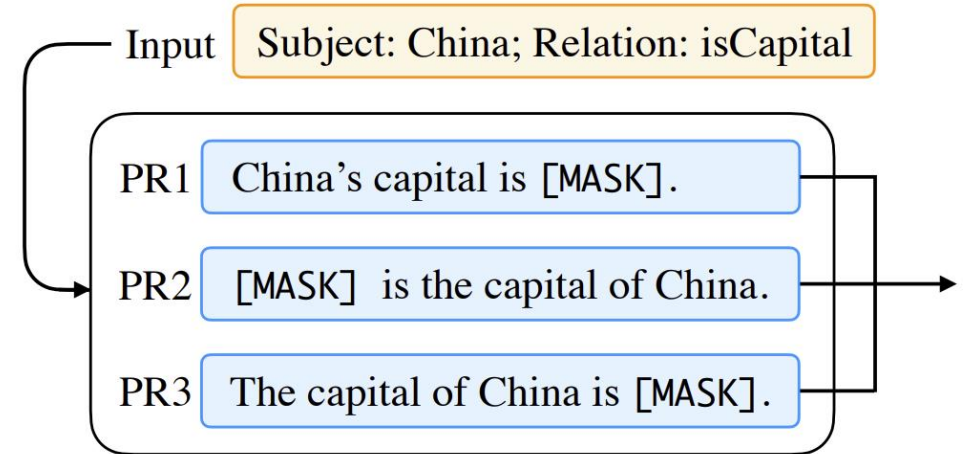 Input Subject: China; Relation: isCapital
PR1 China’s capital is [MASK].
PR2 [MASK] is the capital of China.
PR3 The capital of China is [MASK].